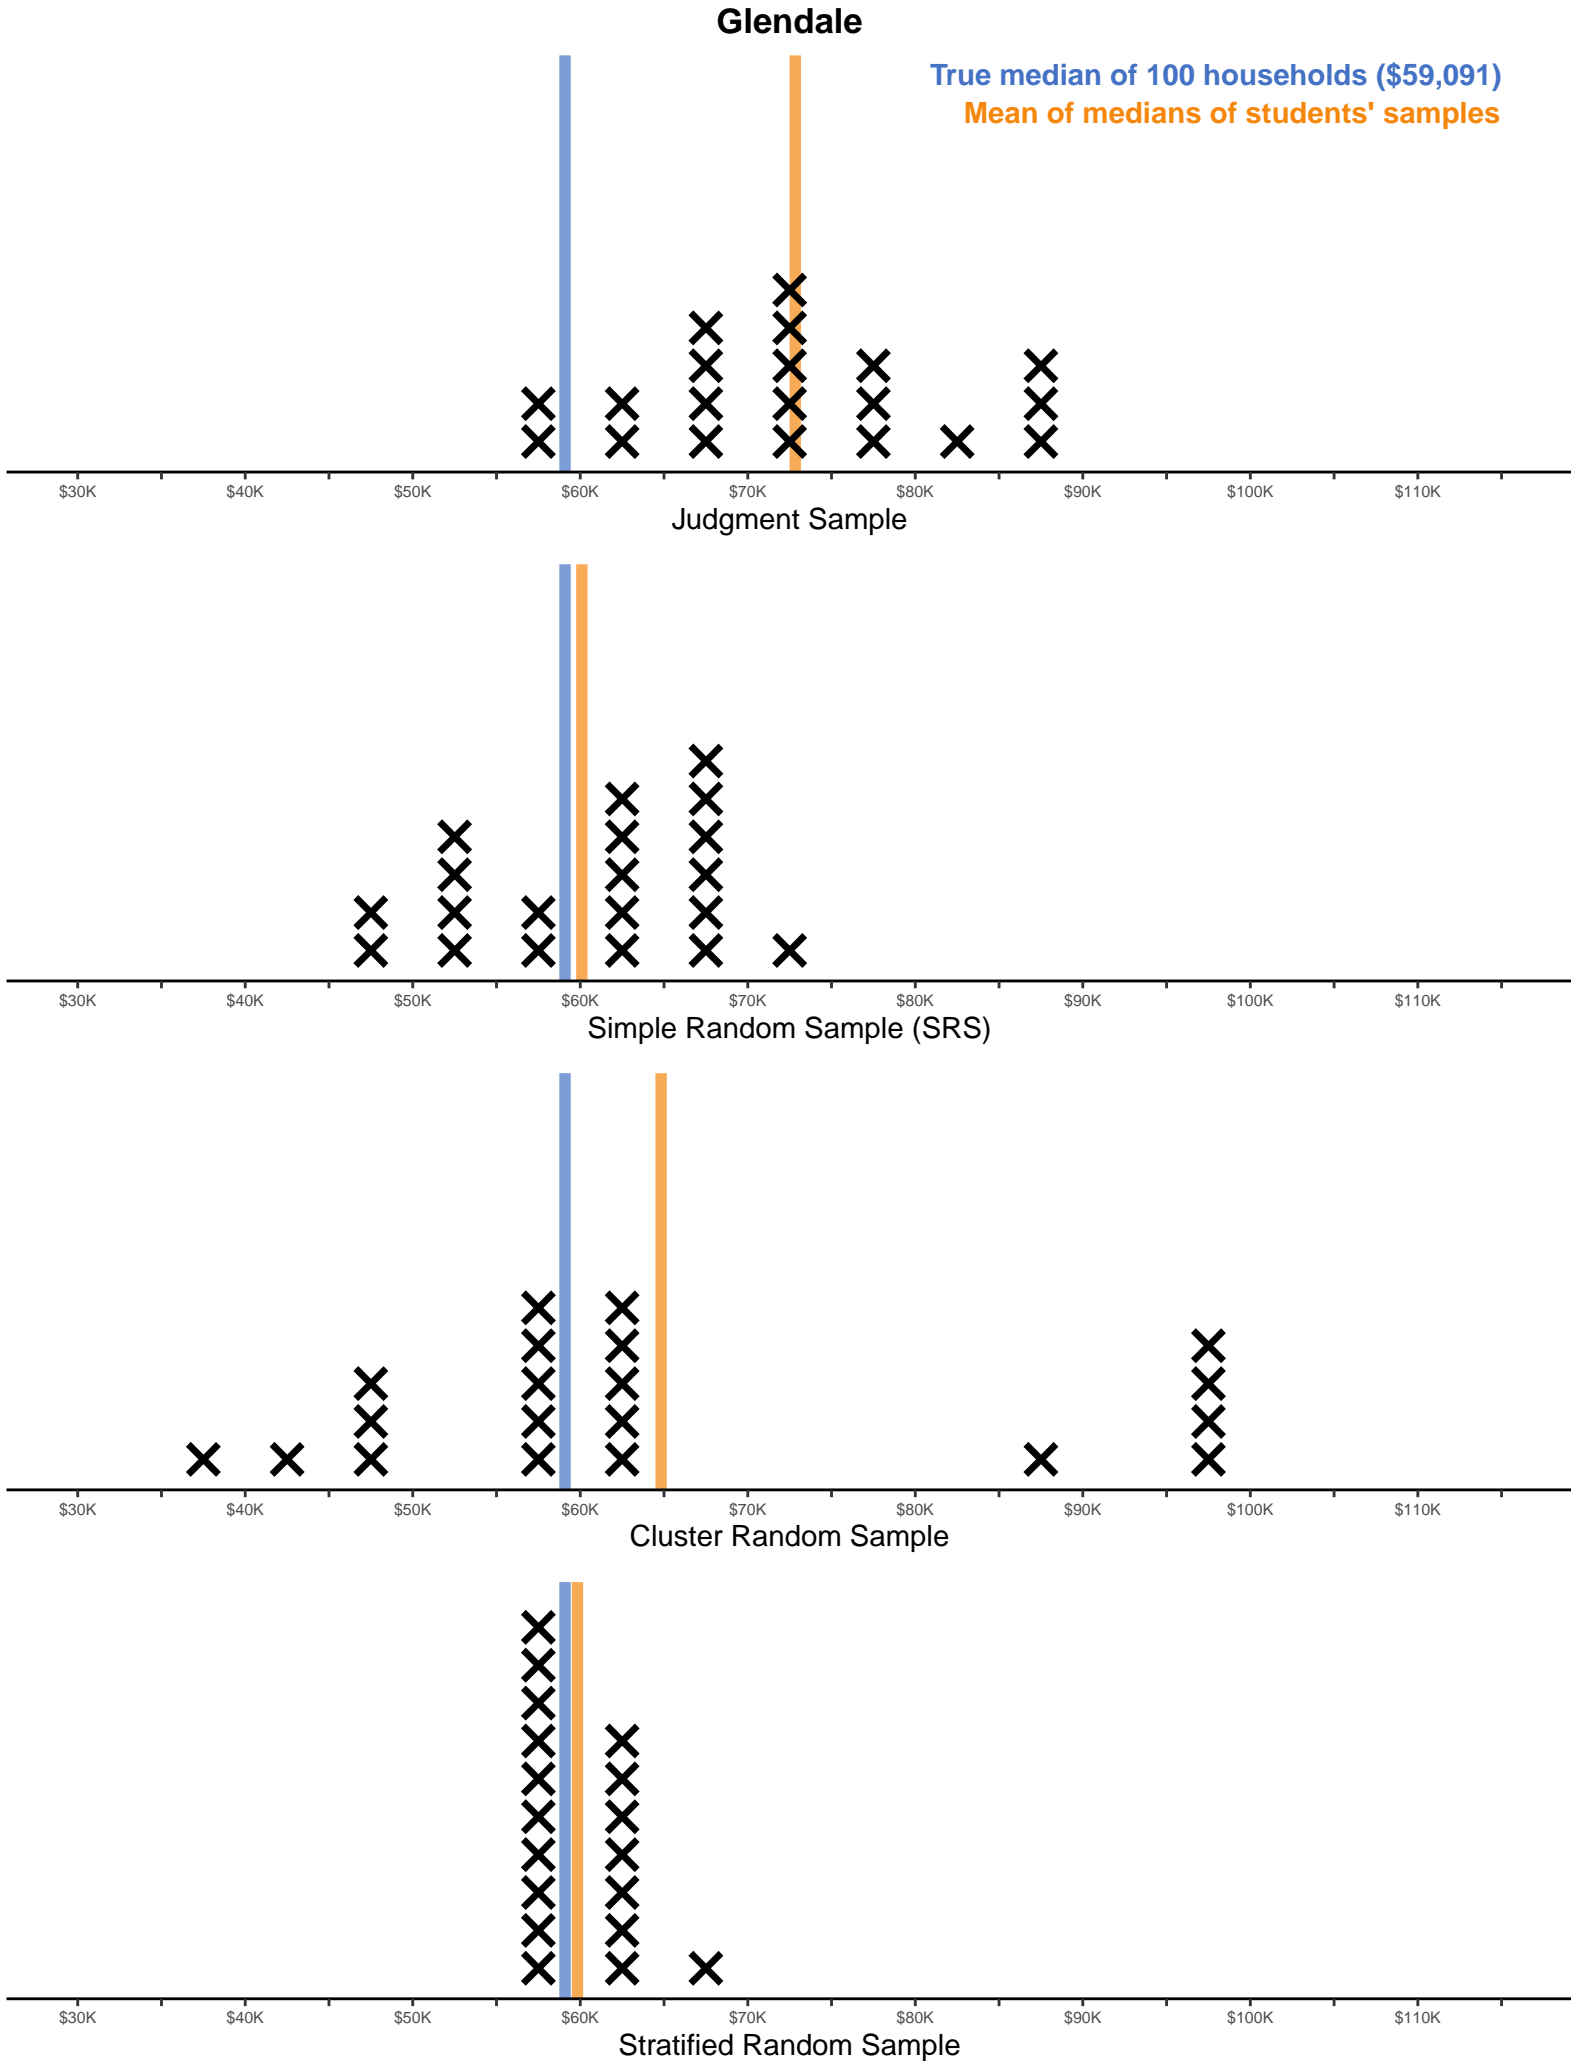 Glendale
True median of 100 households ($59,091)
Mean of medians of students' samples
$30K $40K $50K $60K $70K $80K $90K $100K $110K
Judgment Sample
$30K $40K $50K $60K $70K $80K $90K $100K $110K
Simple Random Sample (SRS)
$30K $40K $50K $60K $70K $80K $90K $100K $110K
Cluster Random Sample
$30K $40K $50K $60K $70K $80K $90K $100K $110K
Stratified Random Sample